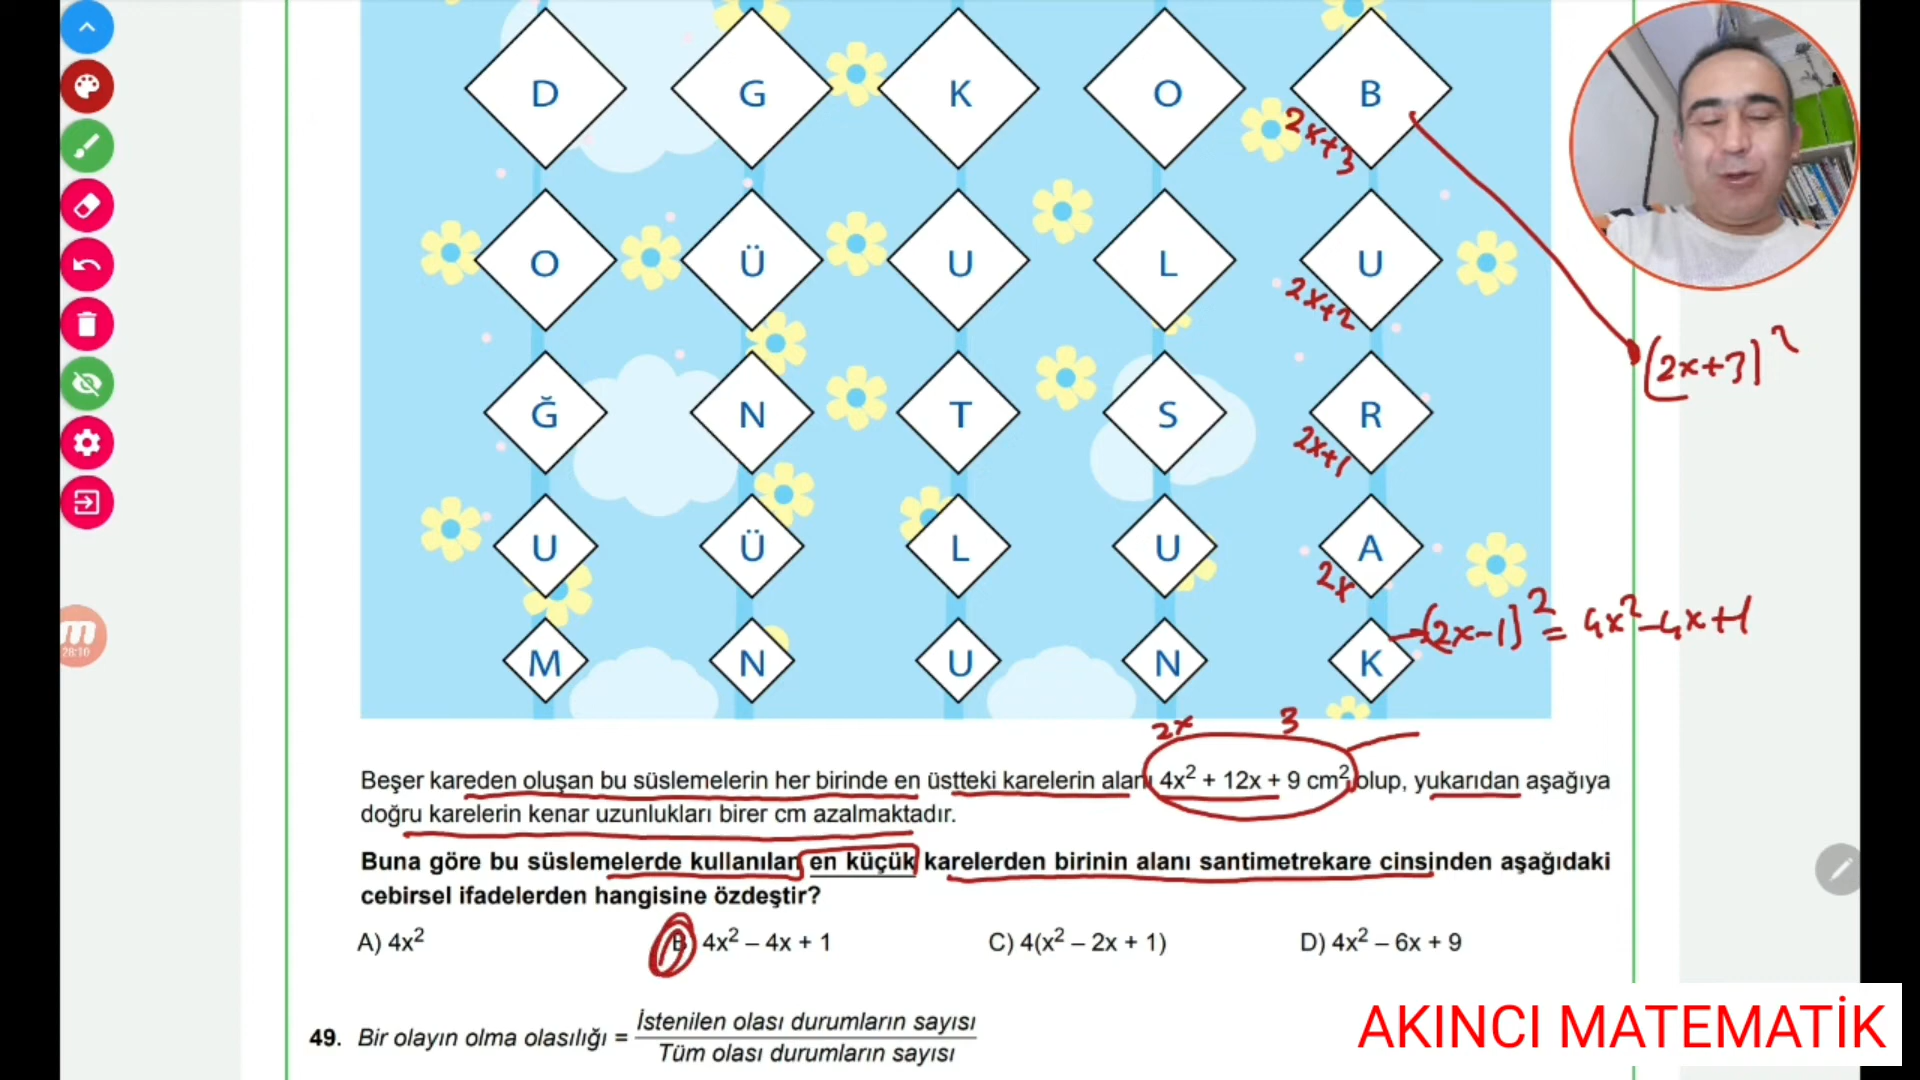 D G K O B
2x+3
O Ü U L U
2x+2
(2x+3)²
Ğ N T S R
2x+1
U Ü L U A
2x
(2x-1)² = 4x²-4x+1
M N U N K
28:10
2x 3
Beşer kareden oluşan bu süslemelerin her birinde en üstteki karelerin alanı 4x² + 12x + 9 cm² olup, yukarıdan aşağıya
doğru karelerin kenar uzunlukları birer cm azalmaktadır.
Buna göre bu süslemelerde kullanılan en küçük karelerden birinin alanı santimetrekare cinsinden aşağıdaki
cebirsel ifadelerden hangisine özdeştir?
A) 4x² B) 4x² – 4x + 1 C) 4(x² – 2x + 1) D) 4x² – 6x + 9
49. Bir olayın olma olasılığı = İstenilen olası durumların sayısı
Tüm olası durumların sayısı
AKINCI MATEMATİK